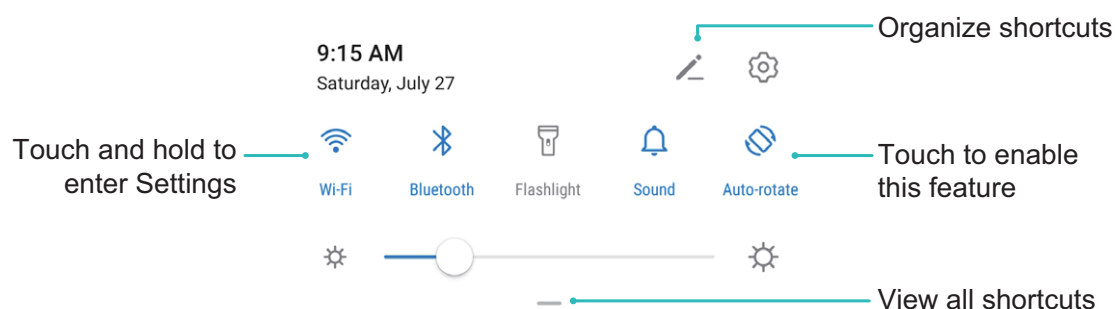 Organize shortcuts
9:15 AM
Saturday, July 27
Touch and hold to
enter Settings
Wi-Fi
Bluetooth
Flashlight
Sound
Auto-rotate
Touch to enable
this feature
View all shortcuts